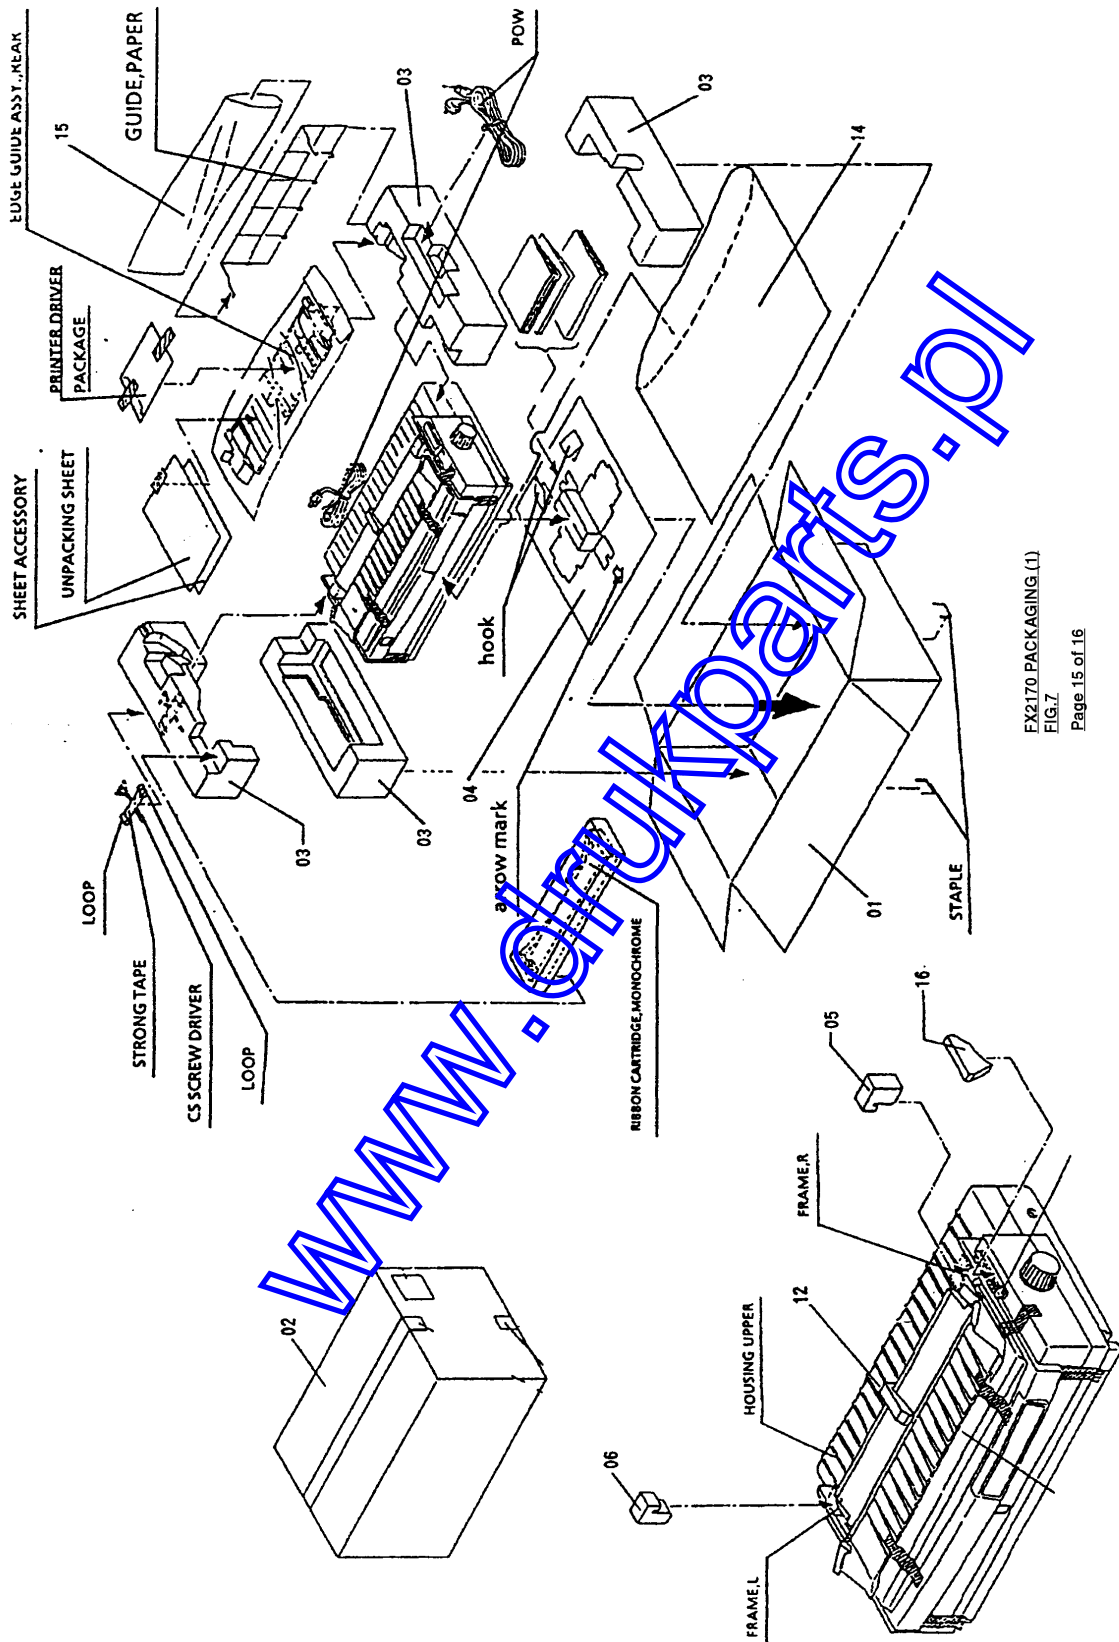 EDGE GUIDE ASSY.,REAR
15
GUIDE,PAPER
POW
03
03
14
PRINTER DRIVER
PACKAGE
SHEET ACCESSORY
UNPACKING SHEET
hook
04
arrow mark
03
03
LOOP
STRONG TAPE
CS SCREW DRIVER
LOOP
RIBBON CARTRIDGE,MONOCHROME
01
STAPLE
02
05
16
FRAME,R
12
HOUSING UPPER
06
FRAME,L
FX2170 PACKAGING (1)
FIG.7
Page 15 of 16
www.drukparts.pl